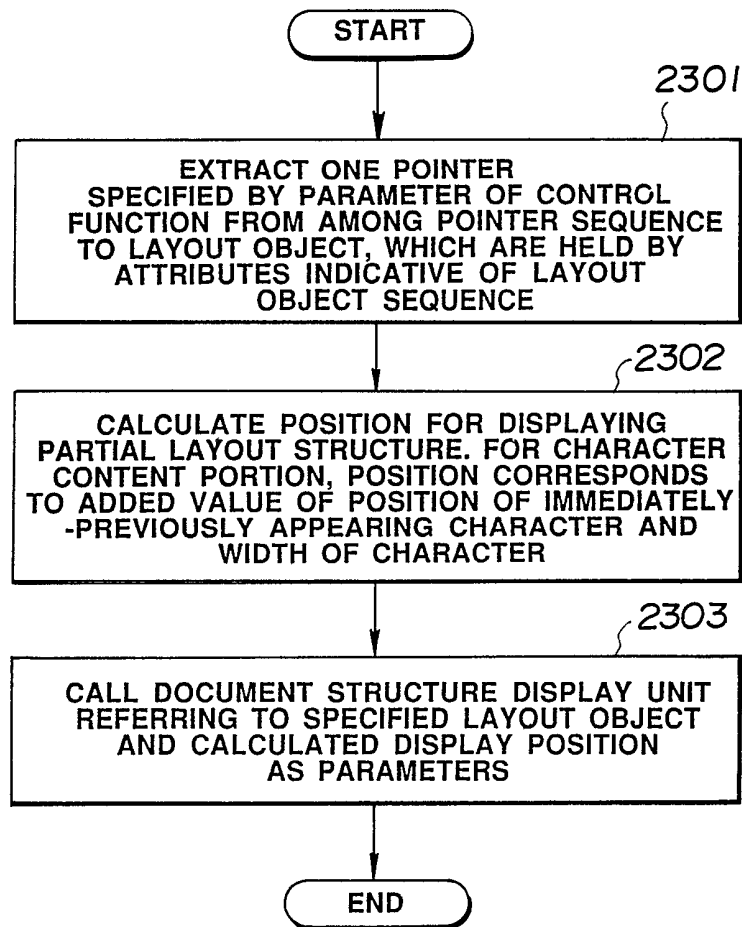 START
2301
EXTRACT ONE POINTER
SPECIFIED BY PARAMETER OF CONTROL
FUNCTION FROM AMONG POINTER SEQUENCE
TO LAYOUT OBJECT, WHICH ARE HELD BY
ATTRIBUTES INDICATIVE OF LAYOUT
OBJECT SEQUENCE
2302
CALCULATE POSITION FOR DISPLAYING
PARTIAL LAYOUT STRUCTURE. FOR CHARACTER
CONTENT PORTION, POSITION CORRESPONDS
TO ADDED VALUE OF POSITION OF IMMEDIATELY
-PREVIOUSLY APPEARING CHARACTER AND
WIDTH OF CHARACTER
2303
CALL DOCUMENT STRUCTURE DISPLAY UNIT
REFERRING TO SPECIFIED LAYOUT OBJECT
AND CALCULATED DISPLAY POSITION
AS PARAMETERS
END